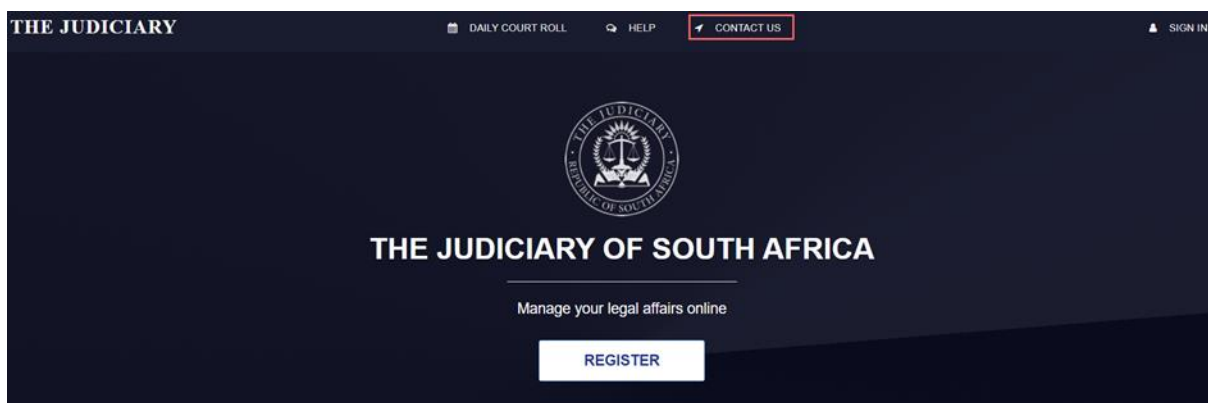 THE JUDICIARY
DAILY COURT ROLL
HELP
CONTACT US
SIGN IN
THE JUDICIARY
REPUBLIC OF SOUTH AFRICA
THE JUDICIARY OF SOUTH AFRICA
Manage your legal affairs online
REGISTER